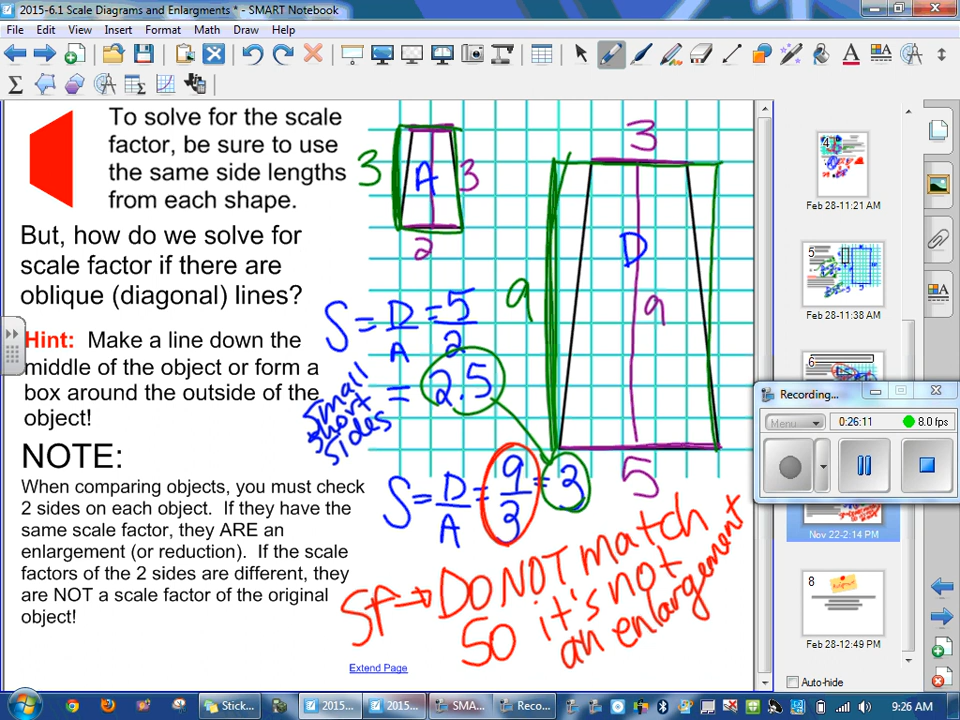 2015-6.1 Scale Diagrams and Enlargments * - SMART Notebook
File Edit View Insert Format Math Draw Help
To solve for the scale
factor, be sure to use
the same side lengths
from each shape.
But, how do we solve for
scale factor if there are
oblique (diagonal) lines?
Hint: Make a line down the
middle of the object or form a
box around the outside of the
object!
NOTE:
When comparing objects, you must check
2 sides on each object. If they have the
same scale factor, they ARE an
enlargement (or reduction). If the scale
factors of the 2 sides are different, they
are NOT a scale factor of the original
object!
3 A 3
2
3
D
9 9
5
S = D/A = 5/2
= 2.5
small
short
sides
S = D/A = 9/3 = 3
SF → DO NOT match
so it's not
an enlargement
Extend Page
4
Feb 28-11:21 AM
5
Feb 28-11:38 AM
6
Recording...
Menu
0:26:11
8.0 fps
Nov 22-2:14 PM
8
Feb 28-12:49 PM
Auto-hide
Stick...
2015...
2015...
SMA...
Reco...
9:26 AM